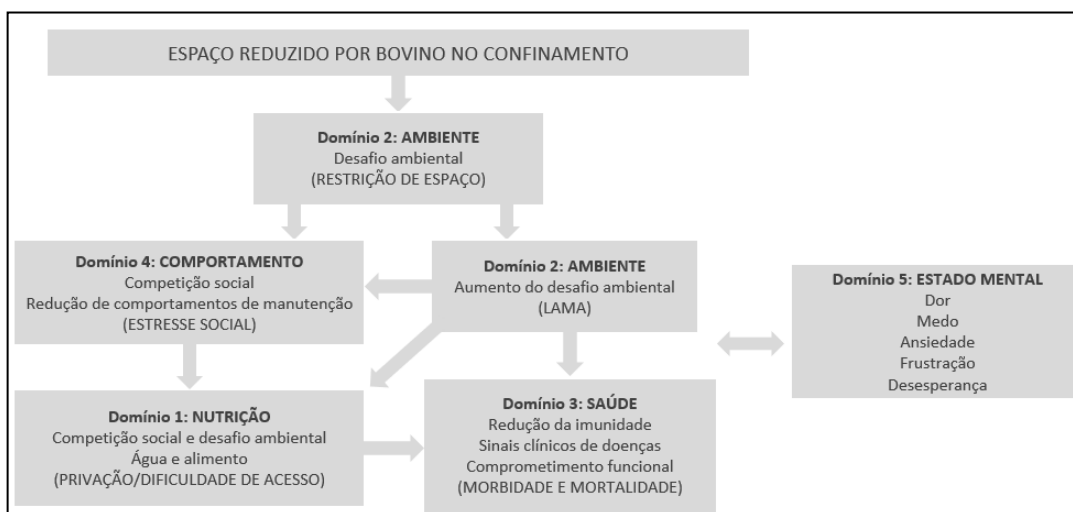 ESPAÇO REDUZIDO POR BOVINO NO CONFINAMENTO
Domínio 2: AMBIENTE
Desafio ambiental
(RESTRIÇÃO DE ESPAÇO)
Domínio 4: COMPORTAMENTO
Competição social
Redução de comportamentos de manutenção
(ESTRESSE SOCIAL)
Domínio 2: AMBIENTE
Aumento do desafio ambiental
(LAMA)
Domínio 5: ESTADO MENTAL
Dor
Medo
Ansiedade
Frustração
Desesperança
Domínio 1: NUTRIÇÃO
Competição social e desafio ambiental
Água e alimento
(PRIVAÇÃO/DIFICULDADE DE ACESSO)
Domínio 3: SAÚDE
Redução da imunidade
Sinais clínicos de doenças
Comprometimento funcional
(MORBIDADE E MORTALIDADE)